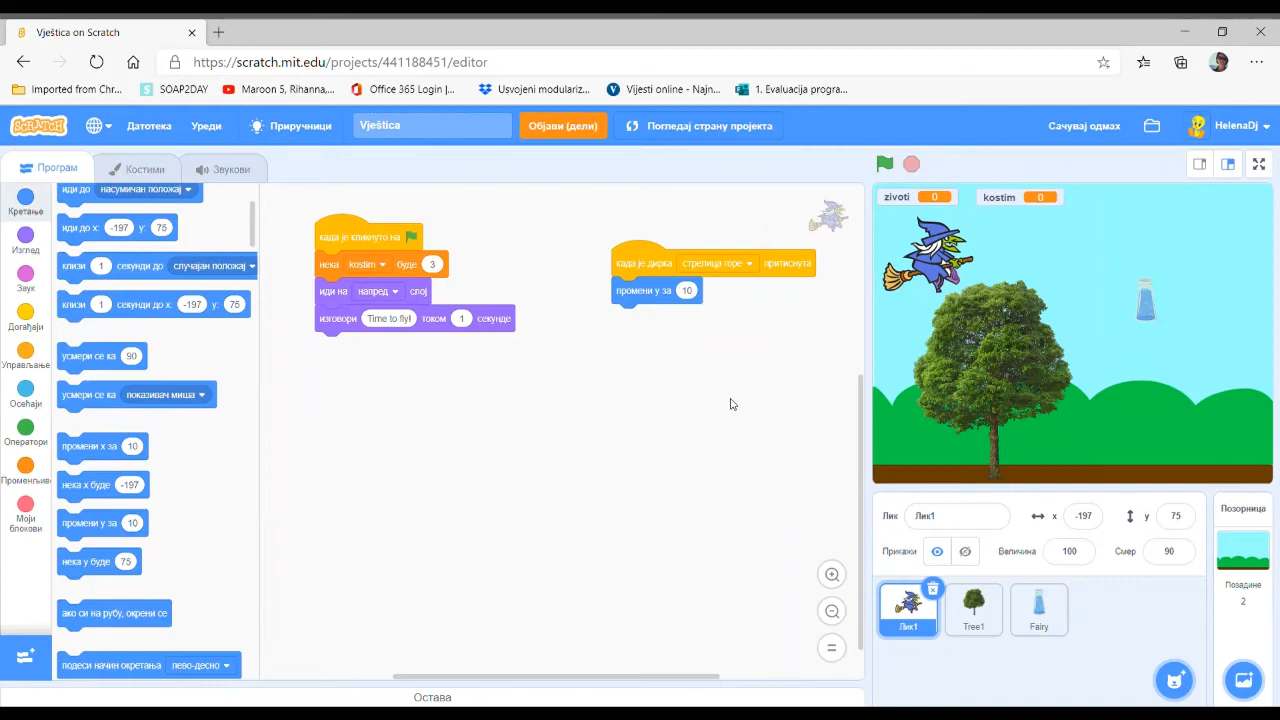 Vještica on Scratch
https://scratch.mit.edu/projects/441188451/editor
Imported from Chr... SOAP2DAY Maroon 5, Rihanna,... Office 365 Login |... Usvojeni modulariz... Vijesti online - Najn... 1. Evaluacija progra...
SCRATCH Датотека Уреди Приручници Vještica Објави (дели) Погледај страну пројекта Сачувај одмах HelenaDj
Програм Костими Звукови
Кретање
Изглед
Звук
Догађаји
Управљање
Осећаји
Оператори
Променљиве
Моји блокови
иди до насумичан положај
иди до x: -197 y: 75
клизи 1 секунди до случајан положај
клизи 1 секунди до x: -197 y: 75
усмери се ка 90
усмери се ка показивач миша
промени x за 10
нека x буде -197
промени y за 10
нека y буде 75
ако си на рубу, окрени се
подеси начин окретања лево-десно
када је кликнуто на
нека kostim буде 3
иди на напред слој
изговори Time to fly! током 1 секунде
када је дирка стрелица горе притиснута
промени y за 10
Остава
zivoti 0 kostim 0
Лик Лик1 x -197 y 75
Прикажи Величина 100 Смер 90
Лик1 Tree1 Fairy
Позорница
Позадине
2